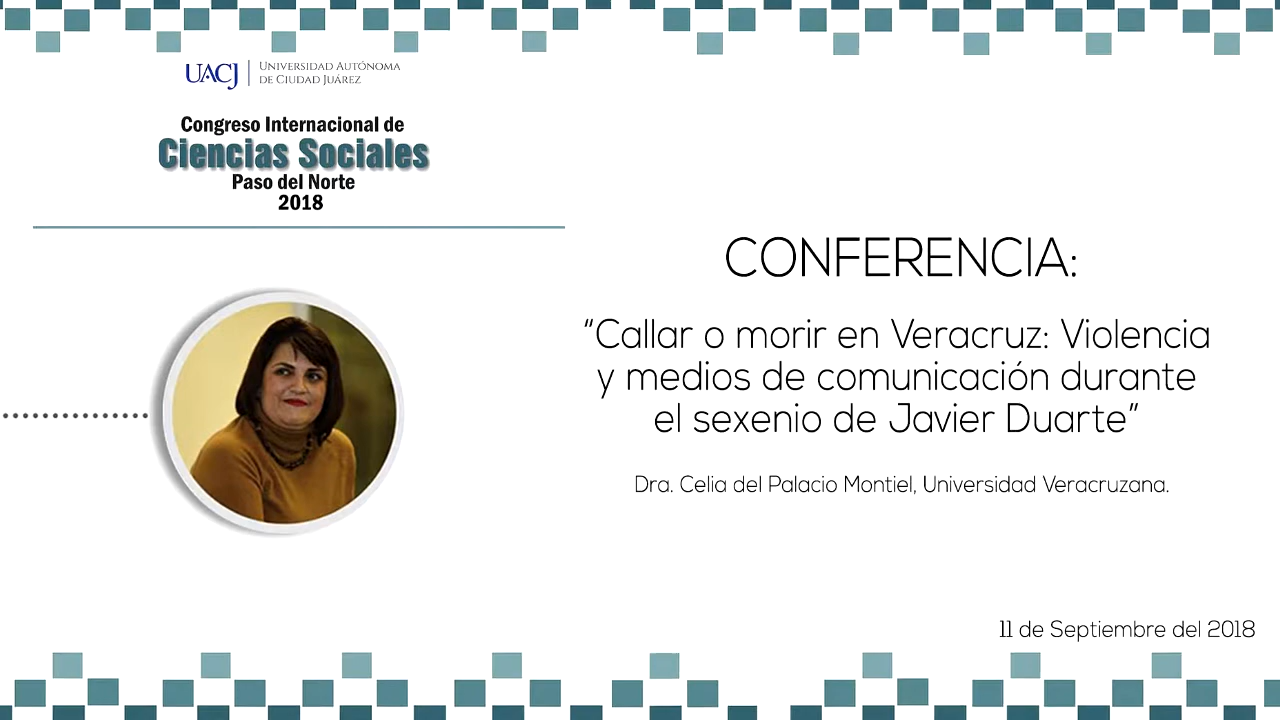 UACJ
UNIVERSIDAD AUTÓNOMA
DE CIUDAD JUÁREZ
Congreso Internacional de
Ciencias Sociales
Paso del Norte
2018
CONFERENCIA:
“Callar o morir en Veracruz: Violencia
y medios de comunicación durante
el sexenio de Javier Duarte”
Dra. Celia del Palacio Montiel, Universidad Veracruzana.
11 de Septiembre del 2018